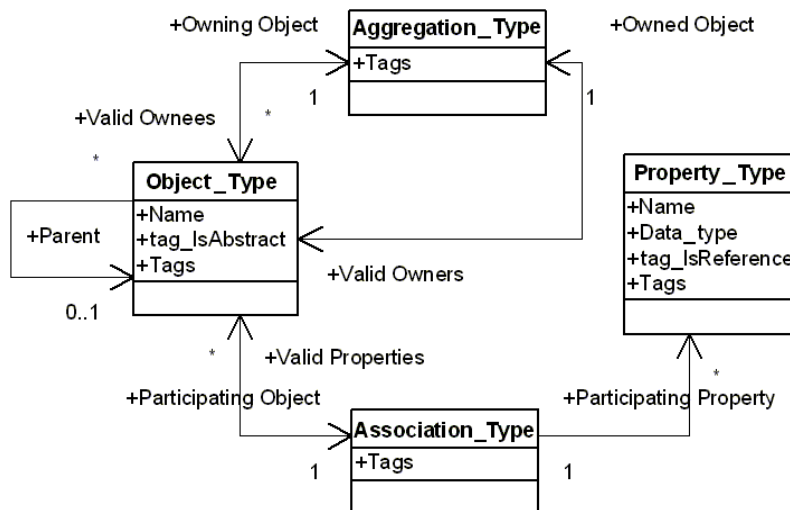 +Owning Object
Aggregation_Type
+Owned Object
+Tags
1
1
+Valid Ownees
*
*
Object_Type
+Name
+tag_IsAbstract
+Tags
+Parent
0..1
+Valid Owners
Property_Type
+Name
+Data_type
+tag_IsReference
+Tags
*
+Valid Properties
*
+Participating Object
+Participating Property
Association_Type
+Tags
1
1